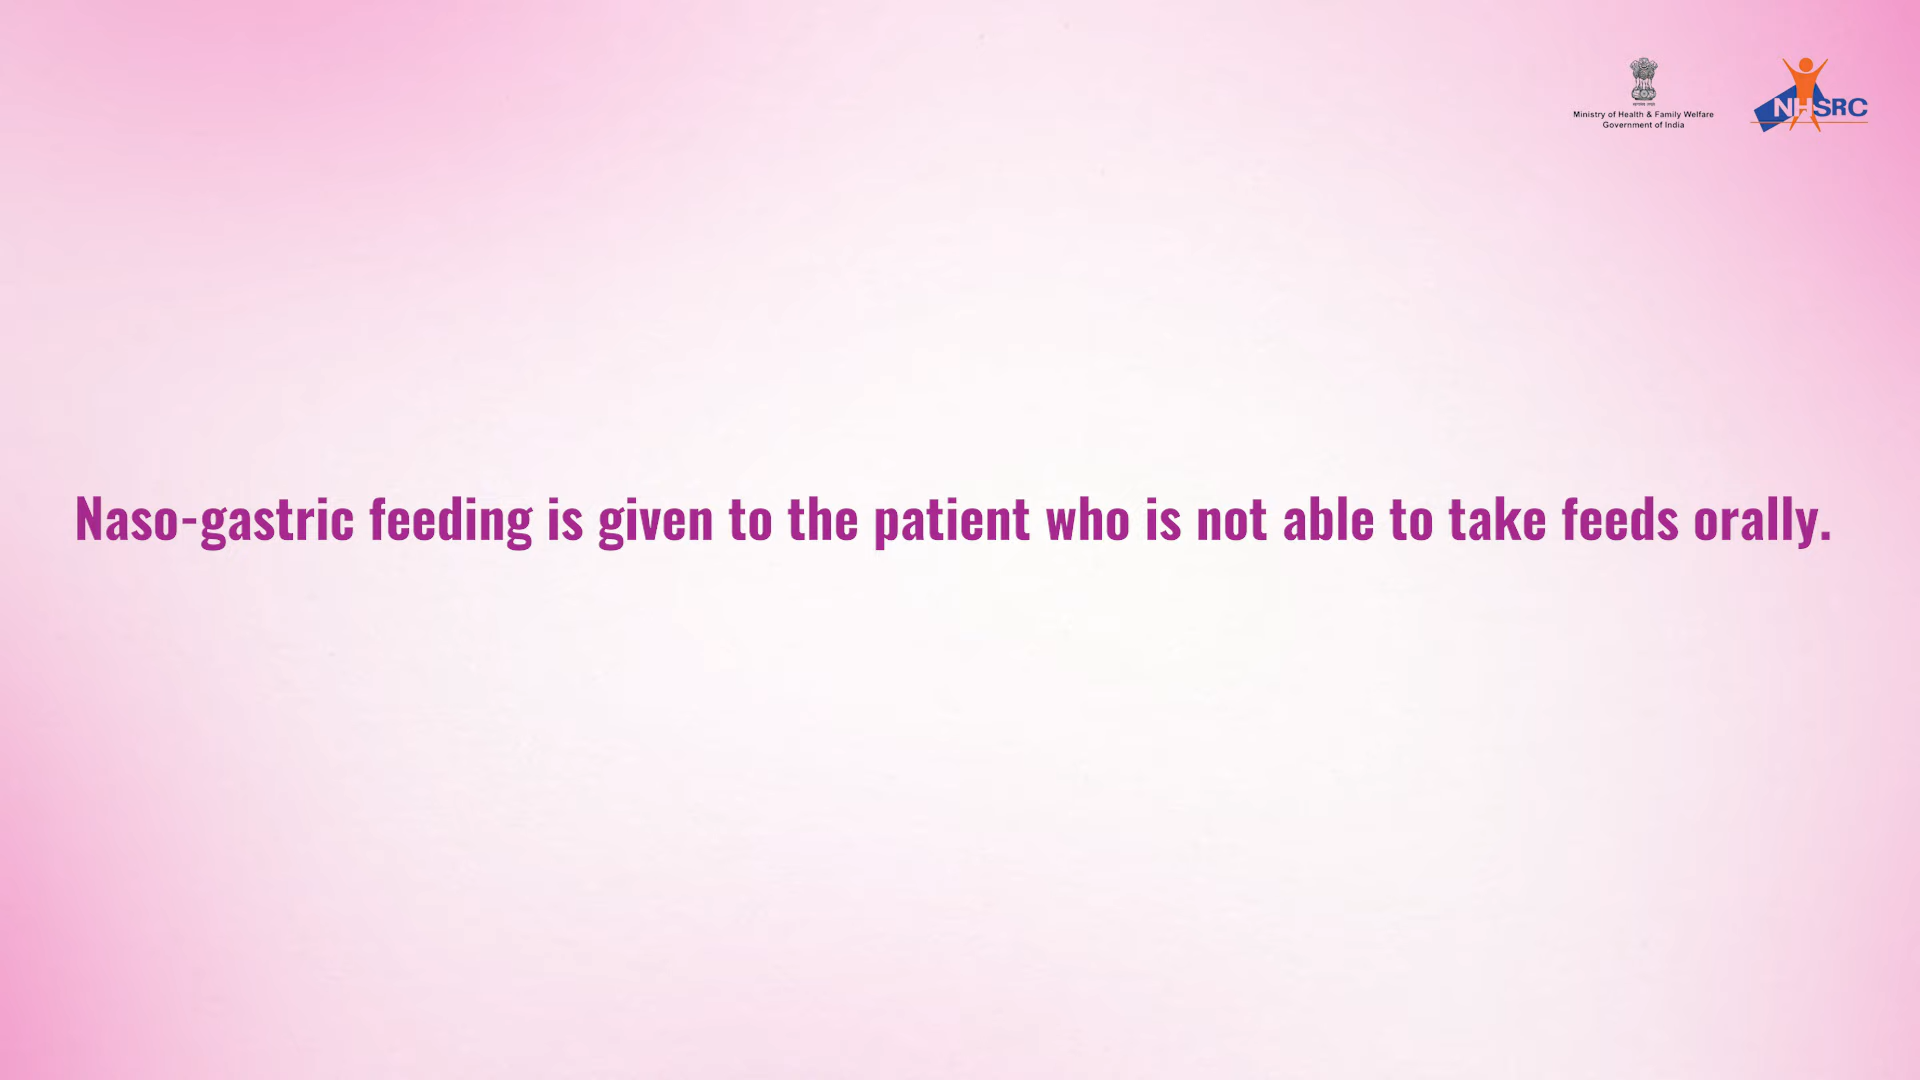 Ministry of Health & Family Welfare
Government of India
NHSRC
Naso-gastric feeding is given to the patient who is not able to take feeds orally.